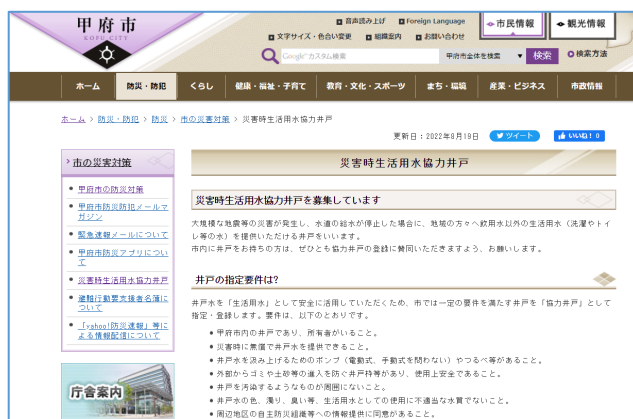 甲府市
KOFU CITY
音声読み上げ Foreign Language
文字サイズ・色合い変更 組織案内 お問い合わせ
市民情報 観光情報
Google カスタム検索 甲府市全体を検索 検索 検索方法
ホーム 防災・防犯 くらし 健康・福祉・子育て 教育・文化・スポーツ まち・環境 産業・ビジネス 市政情報
ホーム > 防災・防犯 > 防災 > 市の災害対策 > 災害時生活用水協力井戸
更新日:2022年8月19日 ツイート いいね! 0
市の災害対策
甲府市の防災対策
甲府市防災防犯メールマ
ガジン
緊急速報メールについて
甲府市防災アプリについ
て
災害時生活用水協力井戸
避難行動要支援者名簿に
ついて
「yahoo!防災速報」等に
よる情報配信について
庁舎案内
災害時生活用水協力井戸
災害時生活用水協力井戸を募集しています
大規模な地震等の災害が発生し、水道の給水が停止した場合に、地域の方々へ飲用水以外の生活用水(洗濯やトイ
レ等の水)を提供いただける井戸をいいます。
市内に井戸をお持ちの方は、ぜひとも協力井戸の登録に賛同いただきますよう、お願いします。
井戸の指定要件は?
井戸水を「生活用水」として安全に活用していただくため、市では一定の要件を満たす井戸を「協力井戸」として
指定・登録します。要件は、以下のとおりです。
甲府市内の井戸であり、所有者がいること。
災害時に無償で井戸水を提供できること。
井戸水を汲み上げるためのポンプ(電動式、手動式を問わない)やつるべ等があること。
外部からゴミや土砂等の進入を防ぐ井戸枠等があり、使用上安全であること。
井戸を汚染するようなものが周囲にないこと。
井戸水の色、濁り、臭い等、生活用水としての使用に不適当な水質でないこと。
周辺地区の自主防災組織等への情報提供に同意があること。